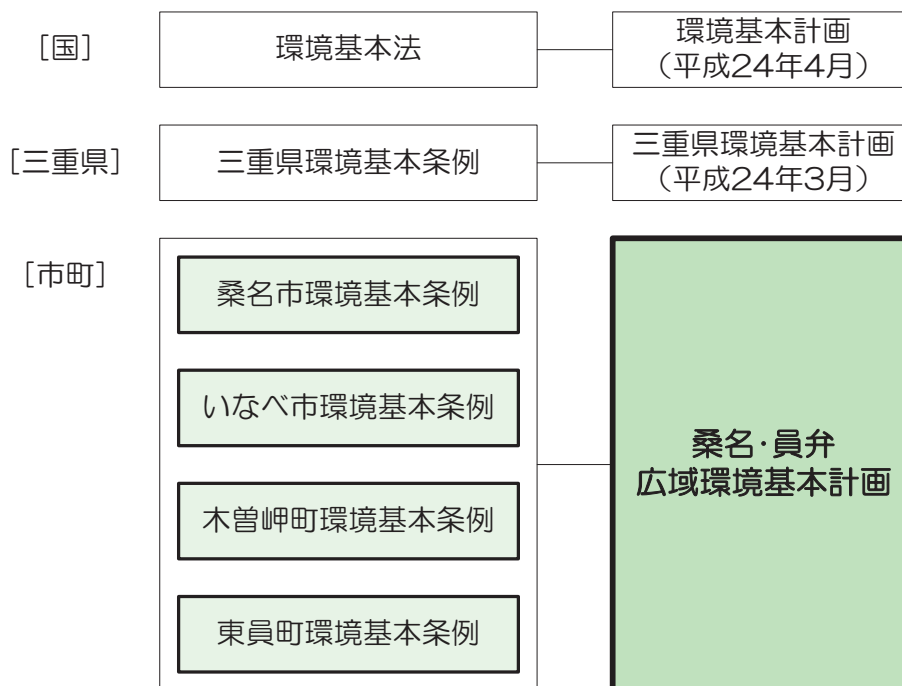 [国]
環境基本法
環境基本計画
（平成24年4月）
[三重県]
三重県環境基本条例
三重県環境基本計画
（平成24年3月）
[市町]
桑名市環境基本条例
いなべ市環境基本条例
木曽岬町環境基本条例
東員町環境基本条例
桑名・員弁
広域環境基本計画